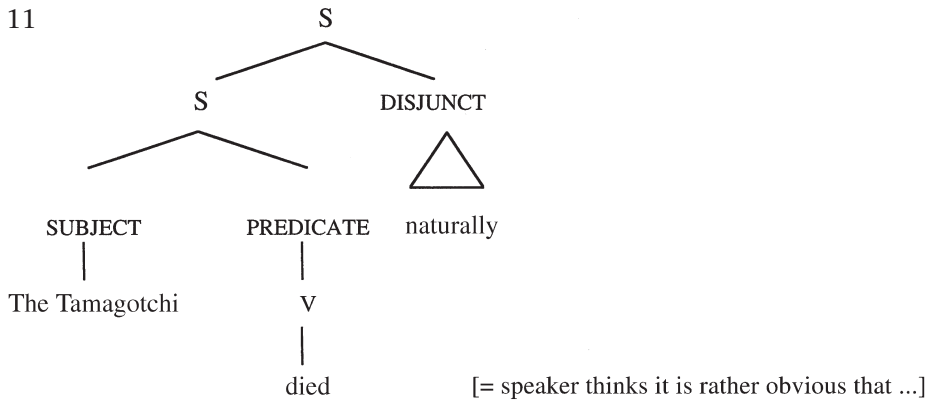 11
S
S DISJUNCT
SUBJECT PREDICATE naturally
The Tamagotchi V
died [= speaker thinks it is rather obvious that ...]